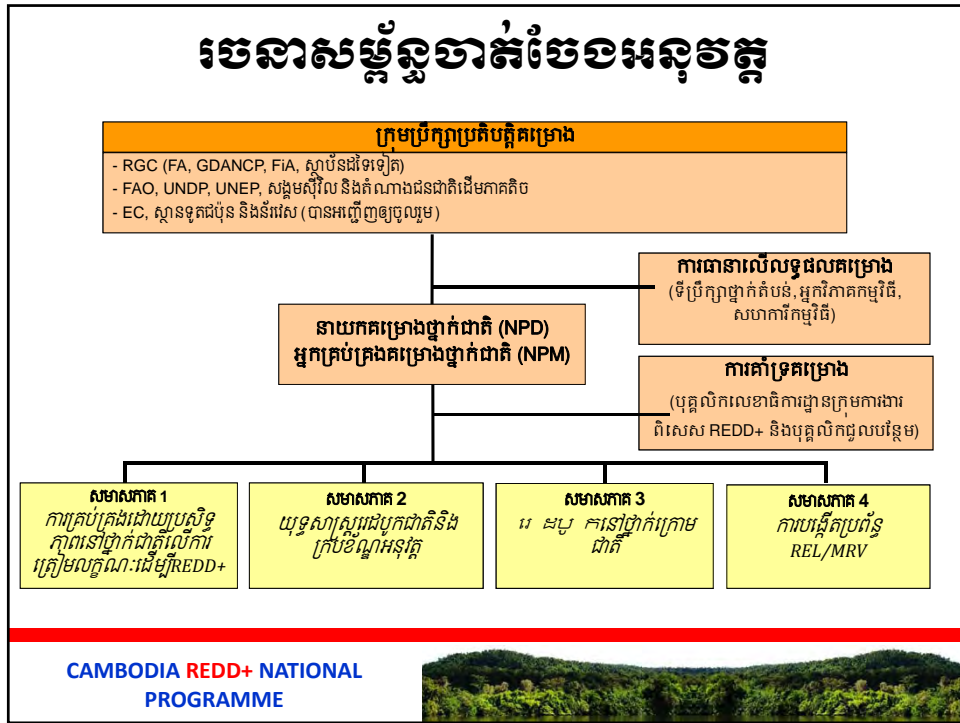 រចនាសម្ព័ន្ធចាត់ចែងអនុវត្ត
ក្រុមប្រឹក្សាប្រតិបត្តិគម្រោង
- RGC (FA, GDANCP, FiA, ស្ថាប័នដទៃទៀត)
- FAO, UNDP, UNEP, សង្គមស៊ីវិល និងតំណាងជនជាតិដើមភាគតិច
- EC, ស្ថានទូតជប៉ុន និងន័រវេស (បានអញ្ជើញឲ្យចូលរួម)
ការធានាលើលទ្ធផលគម្រោង
(ទីប្រឹក្សាថ្នាក់តំបន់, អ្នកវិភាគកម្មវិធី,
សហការីកម្មវិធី)
នាយកគម្រោងថ្នាក់ជាតិ (NPD)
អ្នកគ្រប់គ្រងគម្រោងថ្នាក់ជាតិ (NPM)
ការគាំទ្រគម្រោង
(បុគ្គលិកលេខាធិការដ្ឋានក្រុមការងារ
ពិសេស REDD+ និងបុគ្គលិកជួលបន្ថែម)
សមាសភាគ 1
ការគ្រប់គ្រងដោយប្រសិទ្ធ
ភាពនៅថ្នាក់ជាតិលើការ
ត្រៀមលក្ខណៈដើម្បីREDD+
សមាសភាគ 2
យុទ្ធសាស្ត្ររេដបូកជាតិនិង
ក្របខ័ណ្ឌអនុវត្ត
សមាសភាគ 3
កនៅថ្នាក់ក្រោម
ជាតិ
សមាសភាគ 4
ការបង្កើតប្រព័ន្ធ
REL/MRV
CAMBODIA REDD+ NATIONAL
PROGRAMME